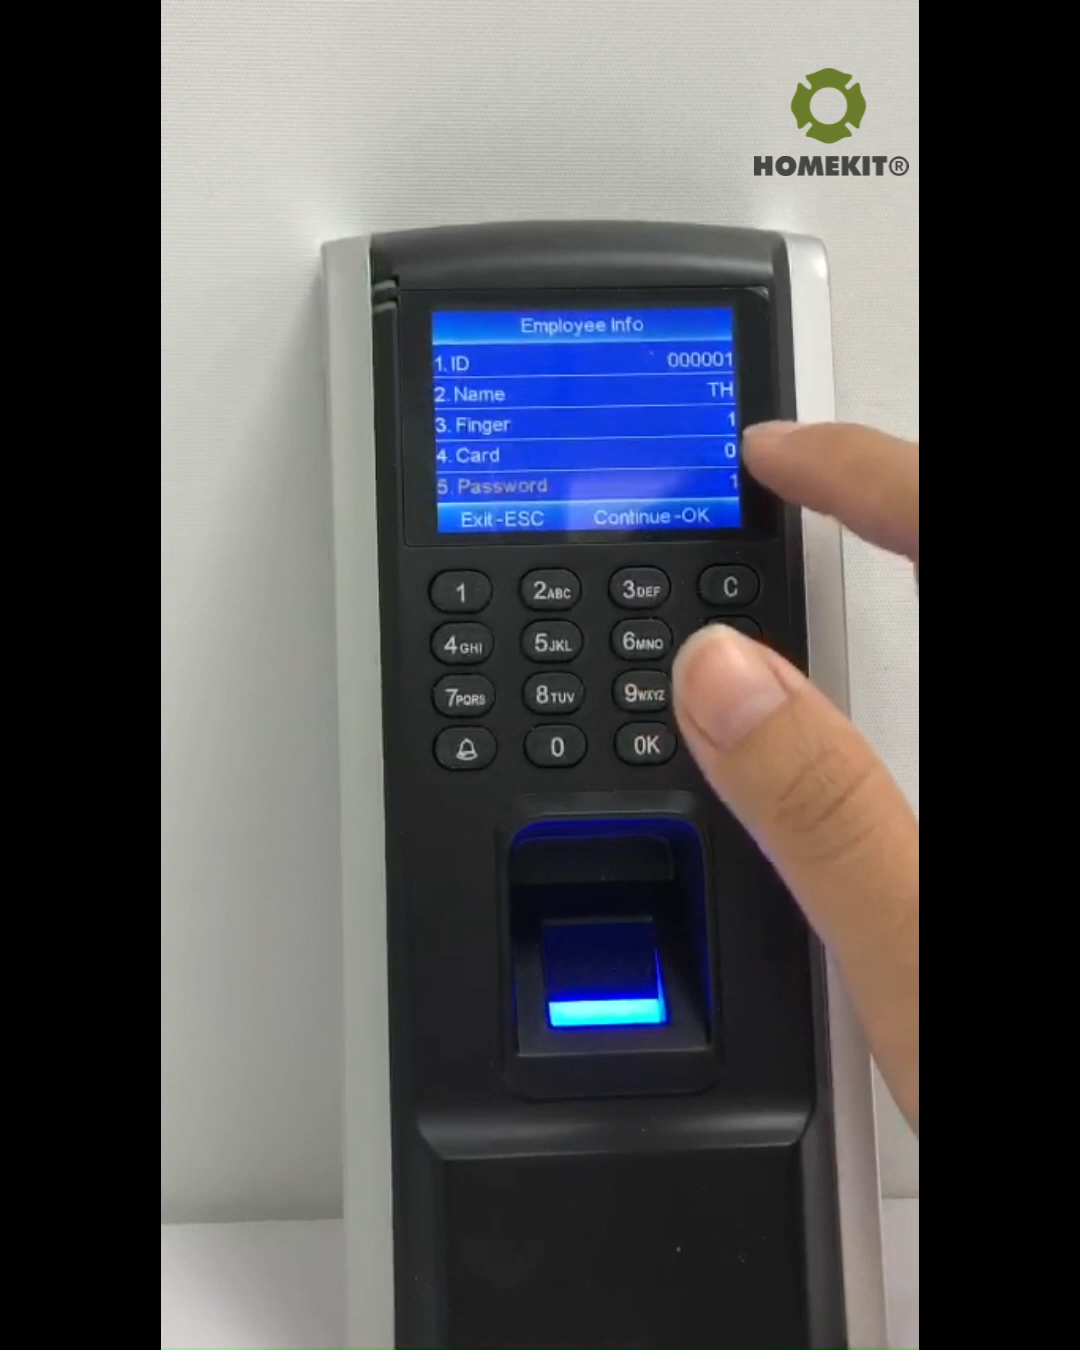 HOMEKIT®
Employee Info
1. ID 000001
2. Name TH
3. Finger 1
4. Card 0
5. Password 1
Exit-ESC Continue-OK
1 2ABC 3DEF C
4GHI 5JKL 6MNO
7PQRS 8TUV 9WXYZ
0 OK